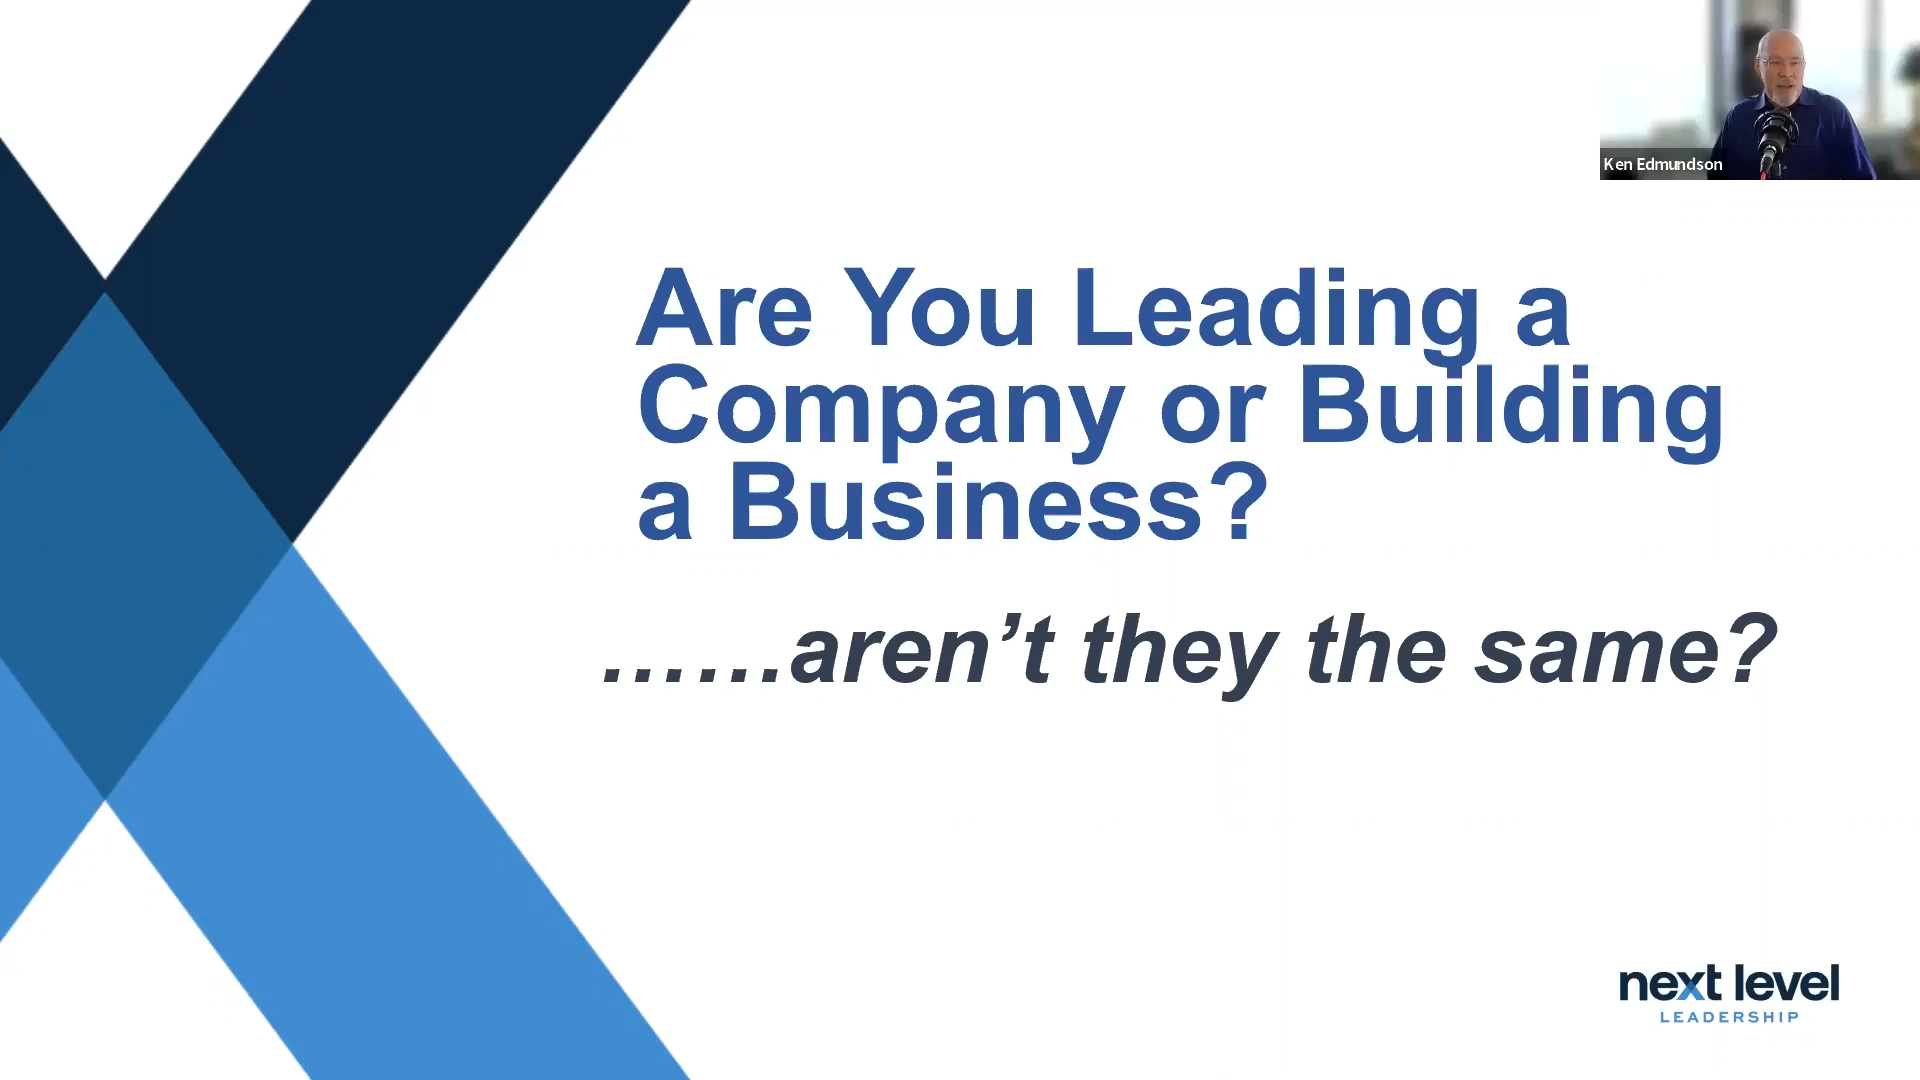 Ken Edmundson
Are You Leading a
Company or Building
a Business?
......aren’t they the same?
next level
LEADERSHIP